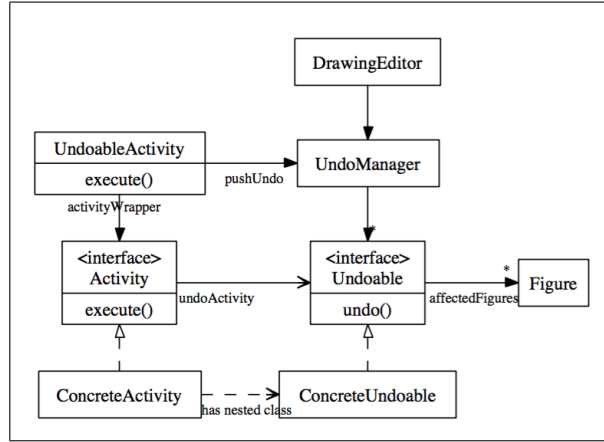 DrawingEditor
UndoableActivity
execute()
pushUndo
UndoManager
activityWrapper
*
<interface>
Activity
execute()
undoActivity
<interface>
Undoable
undo()
*
affectedFigures
Figure
ConcreteActivity
has nested class
ConcreteUndoable